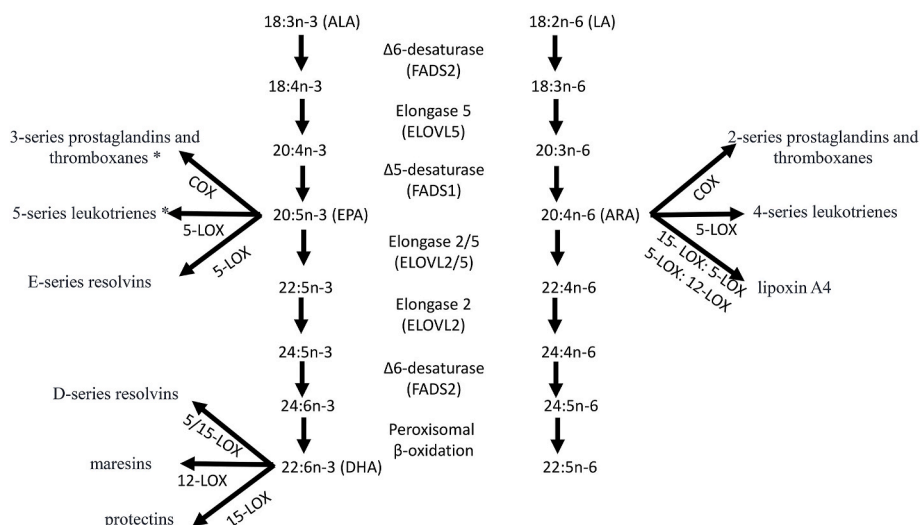 18:3n-3 (ALA)
18:2n-6 (LA)
Δ6-desaturase
(FADS2)
18:4n-3
18:3n-6
Elongase 5
(ELOVL5)
3-series prostaglandins and
thromboxanes *
20:4n-3
20:3n-6
2-series prostaglandins and
thromboxanes
COX
Δ5-desaturase
(FADS1)
COX
5-series leukotrienes *
20:5n-3 (EPA)
20:4n-6 (ARA)
4-series leukotrienes
5-LOX
5-LOX
5-LOX
Elongase 2/5
(ELOVL2/5)
15- LOX: 5-LOX
5-LOX: 12-LOX
E-series resolvins
22:5n-3
22:4n-6
lipoxin A4
Elongase 2
(ELOVL2)
24:5n-3
24:4n-6
Δ6-desaturase
(FADS2)
D-series resolvins
24:6n-3
24:5n-6
5/15-LOX
Peroxisomal
β-oxidation
maresins
22:6n-3 (DHA)
22:5n-6
12-LOX
15-LOX
protectins